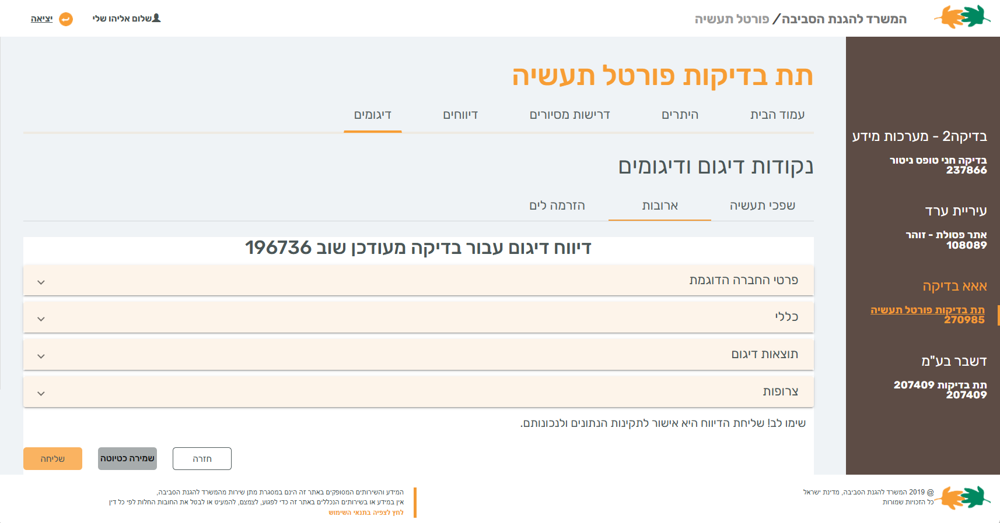 המשרד להגנת הסביבה/ פורטל תעשיה
שלום אליהו שלי
יציאה
תת בדיקות פורטל תעשיה
עמוד הבית
היתרים
דרישות מסיורים
דיווחים
דיגומים
בדיקה2 - מערכות מידע
בדיקה חני טופס ניטור
237866
עיריית ערד
אתר פסולת - זוהר
108089
אאא בדיקה
תת בדיקות פורטל תעשיה
270985
דשבר בע"מ
תת בדיקות 207409
207409
נקודות דיגום ודיגומים
שפכי תעשיה
ארובות
הזרמה לים
דיווח דיגום עבור בדיקה מעודכן שוב 196736
פרטי החברה הדוגמת
כללי
תוצאות דיגום
צרופות
שימו לב! שליחת הדיווח היא אישור לתקינות הנתונים ולנכונותם.
חזרה
שמירה כטיוטה
שליחה
@ 2019 המשרד להגנת הסביבה, מדינת ישראל
כל הזכויות שמורות
המידע והשירותים המסופקים באתר זה הינם במסגרת מתן שירות מהמשרד להגנת הסביבה,
אין במידע או בשירותים הנכללים באתר זה כדי לפגוע, לצמצם, להמעיט או לבטל את החובות החלות לפי כל דין
לחץ לצפיה בתנאי השימוש